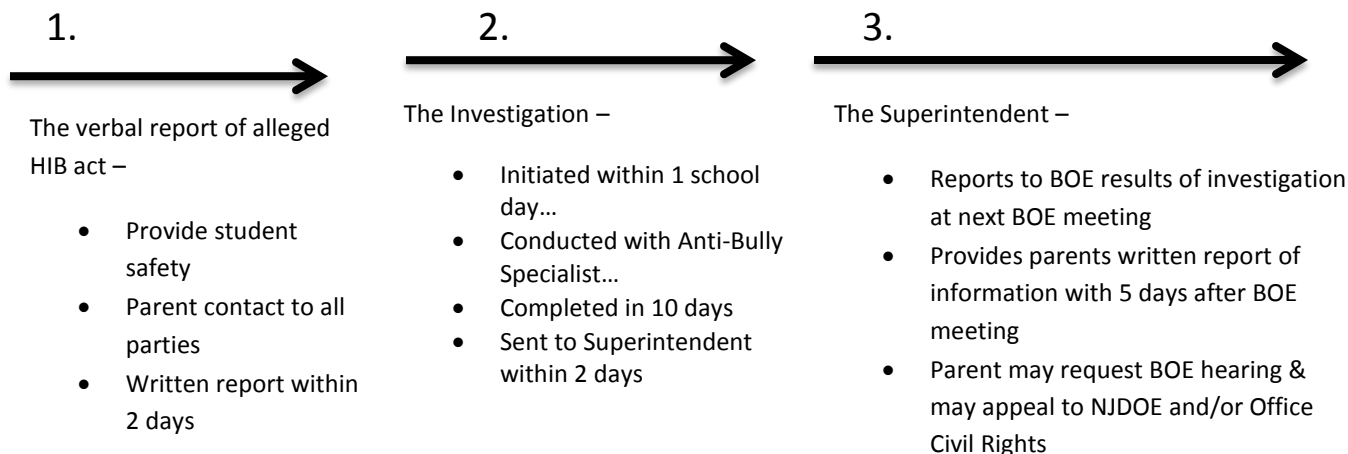 1.
The verbal report of alleged
HIB act –
• Provide student
safety
• Parent contact to all
parties
• Written report within
2 days
2.
The Investigation –
• Initiated within 1 school
day…
• Conducted with Anti-Bully
Specialist…
• Completed in 10 days
• Sent to Superintendent
within 2 days
3.
The Superintendent –
• Reports to BOE results of investigation
at next BOE meeting
• Provides parents written report of
information with 5 days after BOE
meeting
• Parent may request BOE hearing &
may appeal to NJDOE and/or Office
Civil Rights